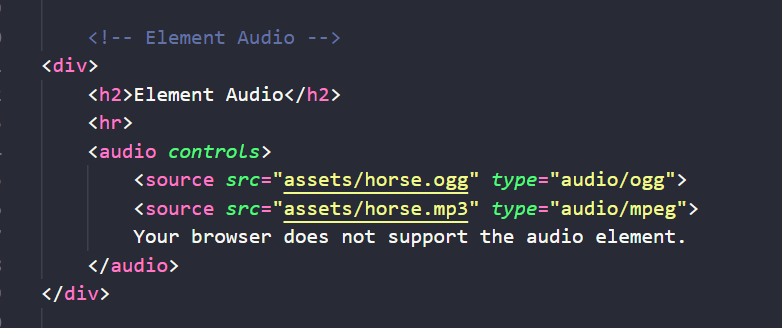 <!-- Element Audio -->
<div>
<h2>Element Audio</h2>
<hr>
<audio controls>
<source src="assets/horse.ogg" type="audio/ogg">
<source src="assets/horse.mp3" type="audio/mpeg">
Your browser does not support the audio element.
</audio>
</div>